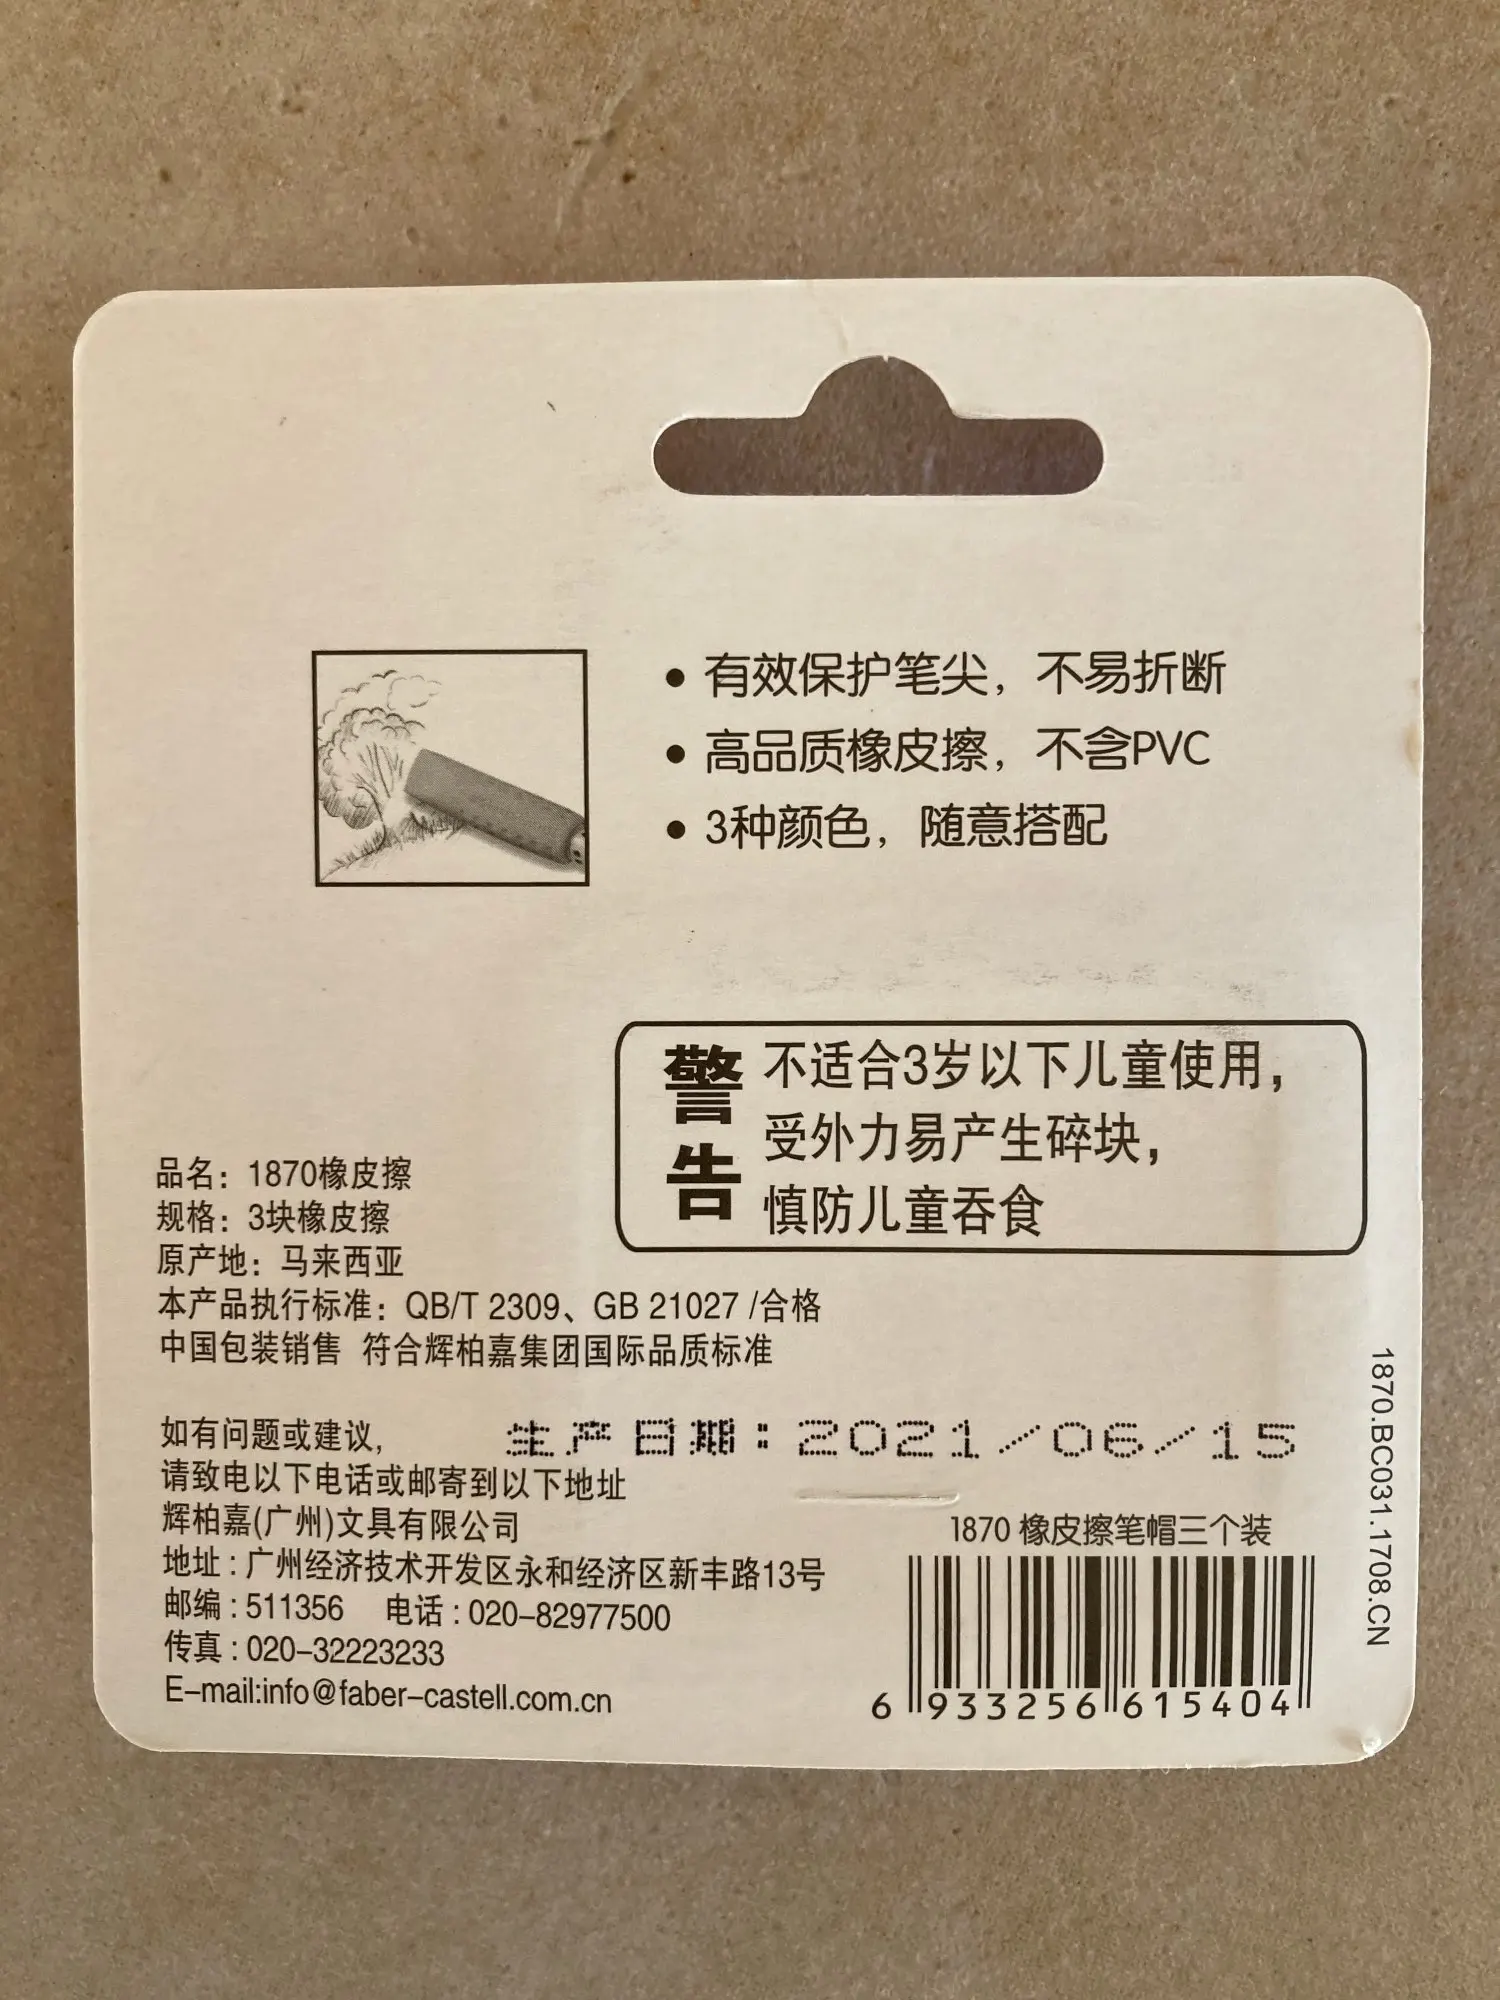 • 有效保护笔尖，不易折断
• 高品质橡皮擦，不含PVC
• 3种颜色，随意搭配
警告
不适合3岁以下儿童使用，
受外力易产生碎块，
慎防儿童吞食
品名：1870橡皮擦
规格：3块橡皮擦
原产地：马来西亚
本产品执行标准：QB/T 2309、GB 21027 /合格
中国包装销售 符合辉柏嘉集团国际品质标准
如有问题或建议，
生产日期：2021/06/15
请致电以下电话或邮寄到以下地址
辉柏嘉(广州)文具有限公司
地址：广州经济技术开发区永和经济区新丰路13号
邮编：511356 电话：020-82977500
传真：020-32223233
E-mail:info@faber-castell.com.cn
1870 橡皮擦笔帽三个装
6 933256 615404
1870.BC031.1708.CN